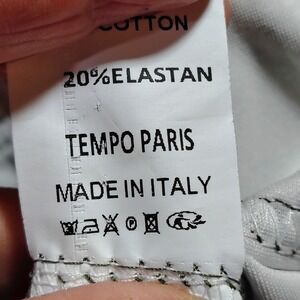 COTTON
20%ELASTAN
TEMPO PARIS
MADE IN ITALY